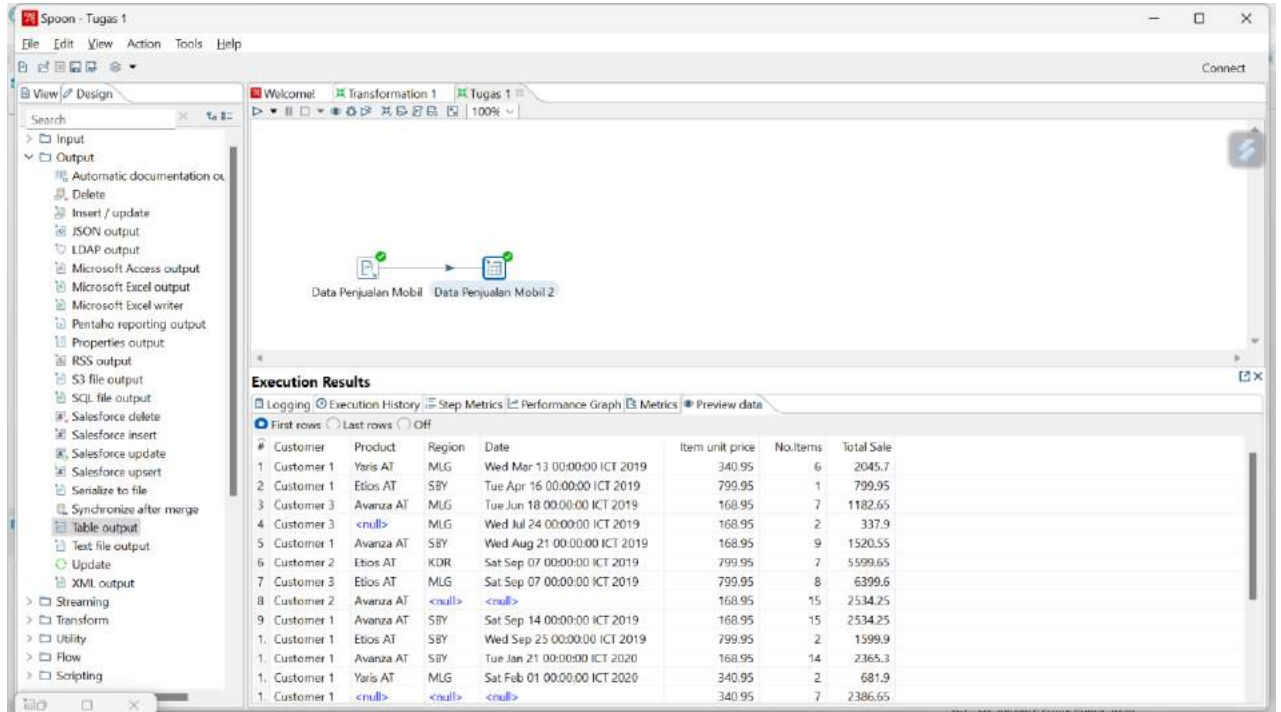 Spoon - Tugas 1
File Edit View Action Tools Help
Connect
View Design
Welcome! Transformation 1 Tugas 1
Search
100%
Input
Output
Automatic documentation ou
Delete
Insert / update
JSON output
LDAP output
Microsoft Access output
Microsoft Excel output
Microsoft Excel writer
Pentaho reporting output
Properties output
RSS output
S3 file output
SQL file output
Salesforce delete
Salesforce insert
Salesforce update
Salesforce upsert
Serialize to file
Synchronize after merge
Table output
Text file output
Update
XML output
Streaming
Transform
Utility
Flow
Scripting
Data Penjualan Mobil Data Penjualan Mobil 2
Execution Results
Logging Execution History Step Metrics Performance Graph Metrics Preview data
First rows Last rows Off
# Customer Product Region Date Item unit price No.Items Total Sale
1 Customer 1 Yaris AT MLG Wed Mar 13 00:00:00 ICT 2019 340.95 6 2045.7
2 Customer 1 Etios AT SBY Tue Apr 16 00:00:00 ICT 2019 799.95 1 799.95
3 Customer 3 Avanza AT MLG Tue Jun 18 00:00:00 ICT 2019 168.95 7 1182.65
4 Customer 3 <null> MLG Wed Jul 24 00:00:00 ICT 2019 168.95 2 337.9
5 Customer 1 Avanza AT SBY Wed Aug 21 00:00:00 ICT 2019 168.95 9 1520.55
6 Customer 2 Etios AT KDR Sat Sep 07 00:00:00 ICT 2019 799.95 7 5599.65
7 Customer 3 Etios AT MLG Sat Sep 07 00:00:00 ICT 2019 799.95 8 6399.6
8 Customer 2 Avanza AT <null> <null> 168.95 15 2534.25
9 Customer 1 Avanza AT SBY Sat Sep 14 00:00:00 ICT 2019 168.95 15 2534.25
1. Customer 1 Etios AT SBY Wed Sep 25 00:00:00 ICT 2019 799.95 2 1599.9
1. Customer 1 Avanza AT SBY Tue Jan 21 00:00:00 ICT 2020 168.95 14 2365.3
1. Customer 1 Yaris AT MLG Sat Feb 01 00:00:00 ICT 2020 340.95 2 681.9
1. Customer 1 <null> <null> <null> 340.95 7 2386.65